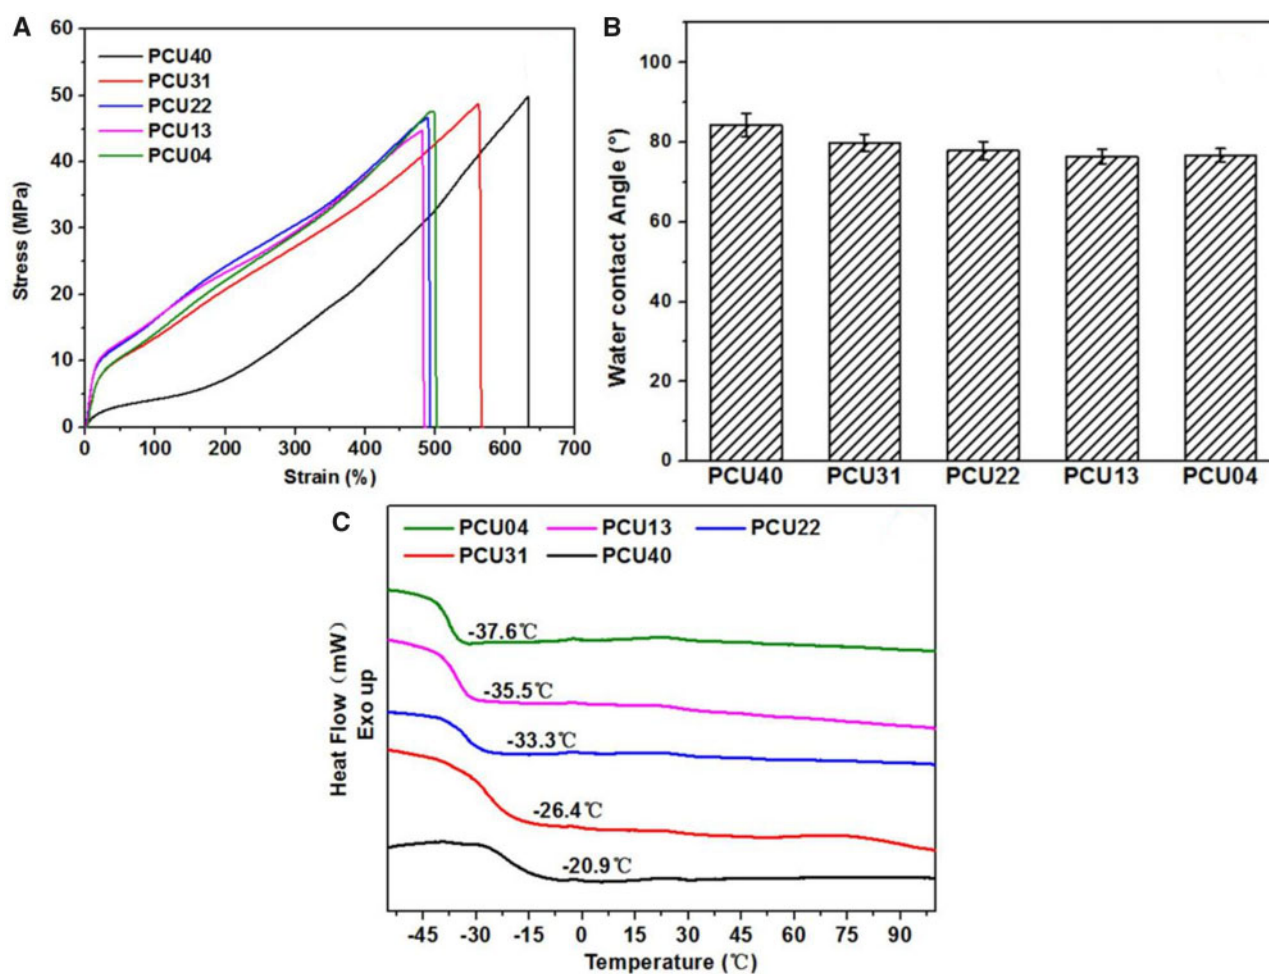 A
60
50
40
30
20
10
0
Stress (MPa)
PCU40
PCU31
PCU22
PCU13
PCU04
0 100 200 300 400 500 600 700
Strain (%)
B
100
80
60
40
20
0
Water contact Angle (°)
PCU40 PCU31 PCU22 PCU13 PCU04
C
PCU04 PCU13 PCU22
PCU31 PCU40
Heat Flow (mW)
Exo up
-37.6℃
-35.5℃
-33.3℃
-26.4℃
-20.9℃
-45 -30 -15 0 15 30 45 60 75 90
Temperature (℃)